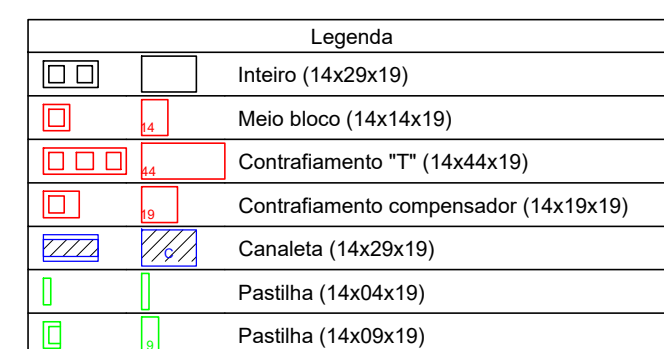 Legenda
Inteiro (14x29x19)
14 Meio bloco (14x14x19)
44 Contrafiamento "T" (14x44x19)
19 Contrafiamento compensador (14x19x19)
C Canaleta (14x29x19)
Pastilha (14x04x19)
9 Pastilha (14x09x19)